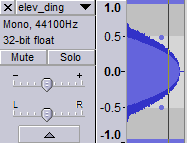 elev_ding
Mono, 44100Hz
32-bit float
Mute Solo
- +
L R
1.0
0.5
0.0
-0.5
-1.0